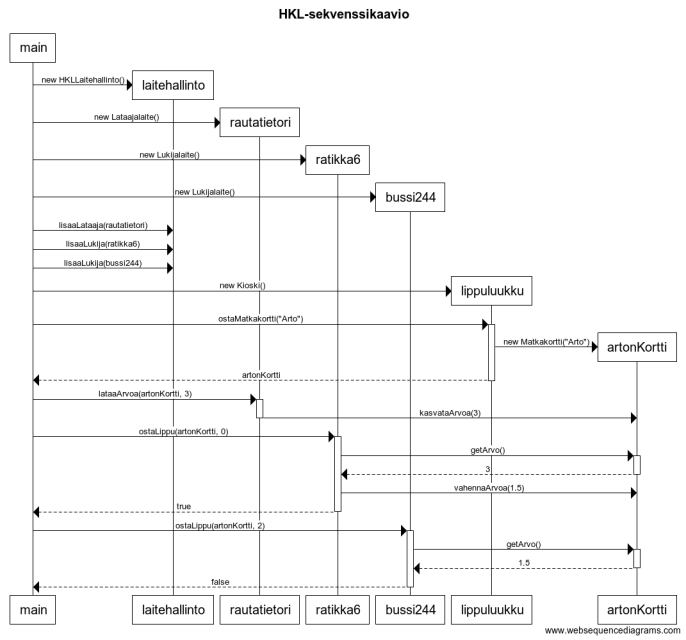 HKL-sekvenssikaavio
main
new HKLLaitehallinto()
laitehallinto
new Lataajalaite()
rautatietori
new Lukijalaite()
ratikka6
new Lukijalaite()
bussi244
lisaaLataaja(rautatietori)
lisaaLukija(ratikka6)
lisaaLukija(bussi244)
new Kioski()
lippuluukku
ostaMatkakortti("Arto")
new Matkakortti("Arto")
artonKortti
artonKortti
lataaArvoa(artonKortti, 3)
kasvataArvoa(3)
ostaLippu(artonKortti, 0)
getArvo()
3
vahennaArvoa(1.5)
true
ostaLippu(artonKortti, 2)
getArvo()
1.5
false
main laitehallinto rautatietori ratikka6 bussi244 lippuluukku artonKortti
www.websequencediagrams.com